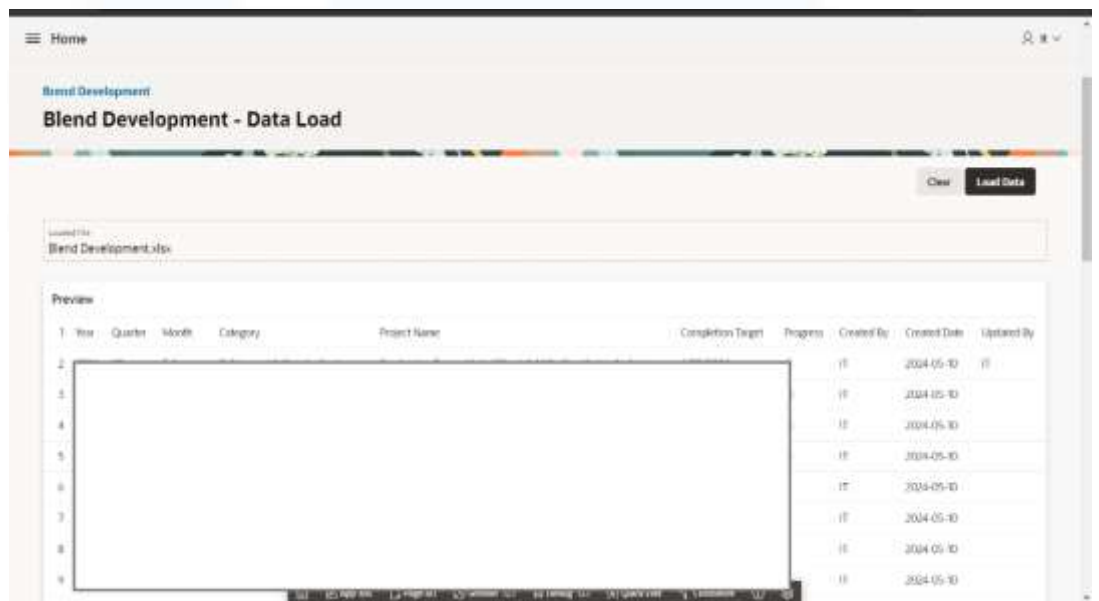 Home
Blend Development
Blend Development - Data Load
Clear Load Data
Loaded File
Blend Development.xlsx
Preview
1 Year Quarter Month Category Project Name Completion Target Progress Created By Created Date Updated By
2 IT 2024-05-10 IT
3 IT 2024-05-10
4 IT 2024-05-10
5 IT 2024-05-10
6 IT 2024-05-10
7 IT 2024-05-10
8 IT 2024-05-10
9 IT 2024-05-10